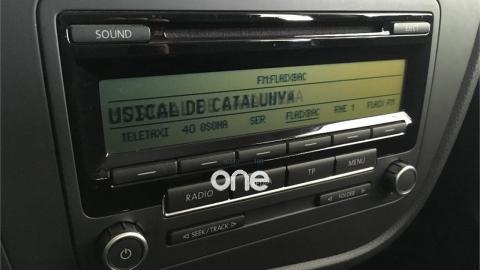 SOUND
EJECT
FM:FLAIXBAC
USICAL DE CATALUNYA
TELETAXI 40 OSONA SER FLAIXBAC RNE 1 FLAIX FM
RADIO one TP MENU
SEEK/TRACK FOLDER